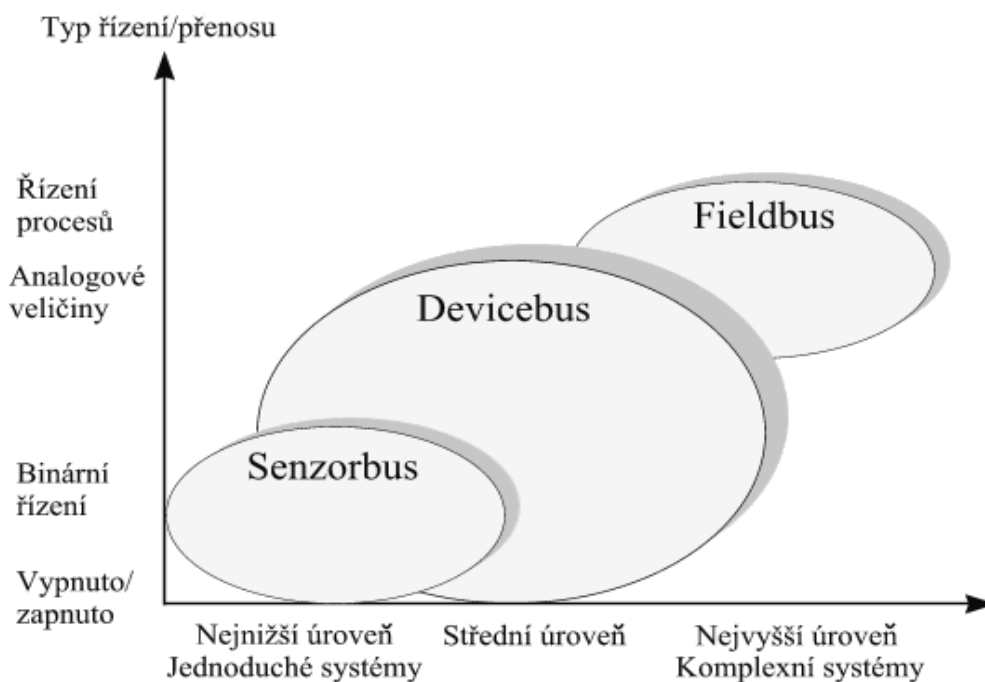 Typ řízení/přenosu
Řízení
procesů
Analogové
veličiny
Binární
řízení
Vypnuto/
zapnuto
Fieldbus
Devicebus
Senzorbus
Nejnižší úroveň
Jednoduché systémy
Střední úroveň
Nejvyšší úroveň
Komplexní systémy